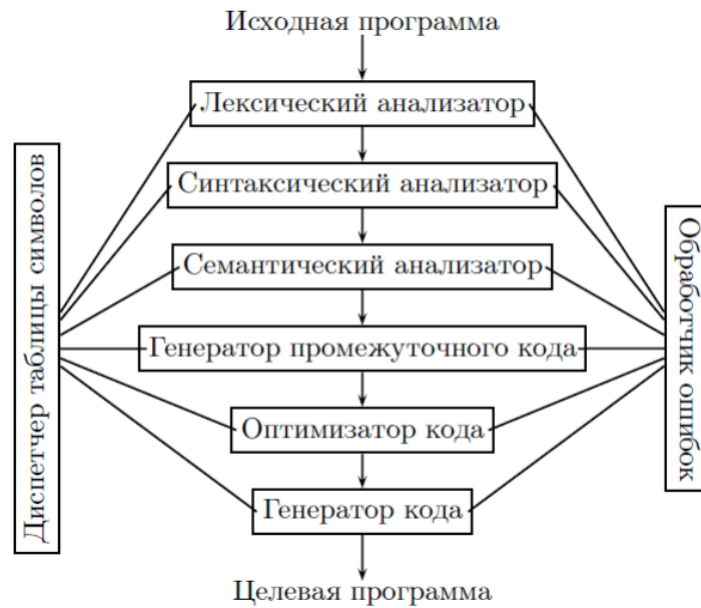 Исходная программа
Лексический анализатор
Синтаксический анализатор
Семантический анализатор
Генератор промежуточного кода
Оптимизатор кода
Генератор кода
Целевая программа
Диспетчер таблицы символов
Обработчик ошибок